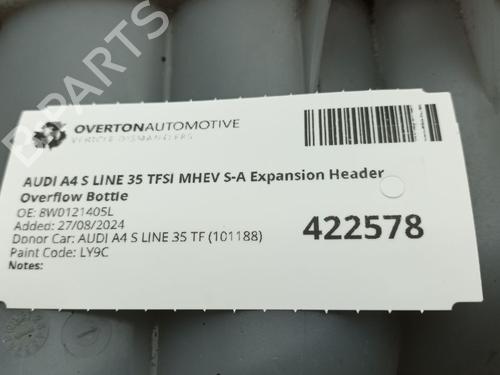 B-PARTS
OVERTONAUTOMOTIVE
VEHICLE DISMANTLERS
AUDI A4 S LINE 35 TFSI MHEV S-A Expansion Header
Overflow Bottle
OE: 8W0121405L
Added: 27/08/2024
Donor Car: AUDI A4 S LINE 35 TF (101188)
Paint Code: LY9C
Notes:
422578